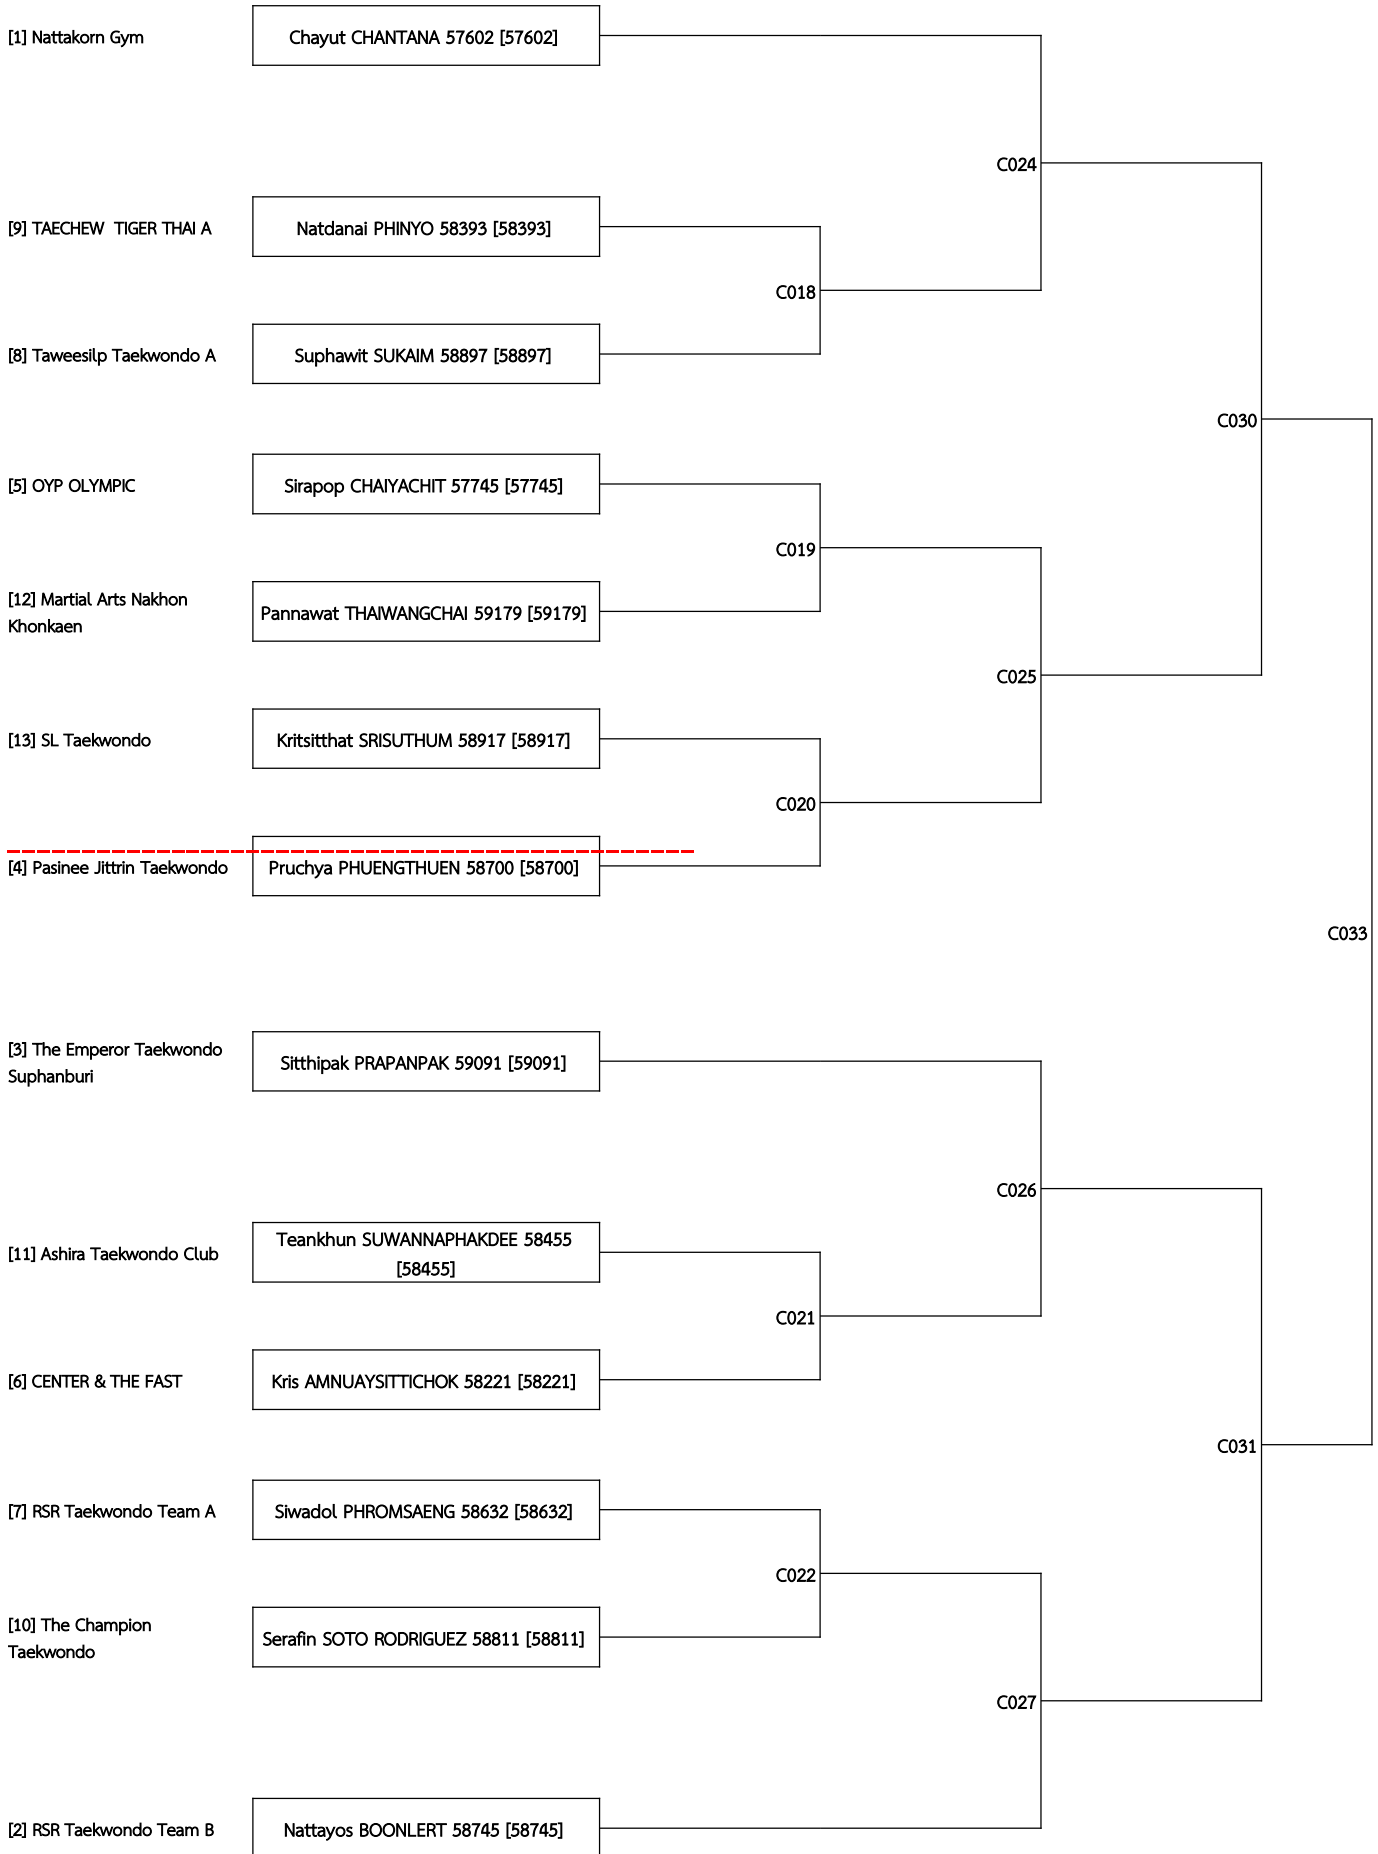 [1] Nattakorn Gym
Chayut CHANTANA 57602 [57602]
C024
[9] TAECHEW  TIGER THAI A
Natdanai PHINYO 58393 [58393]
C018
[8] Taweesilp Taekwondo A
Suphawit SUKAIM 58897 [58897]
C030
[5] OYP OLYMPIC
Sirapop CHAIYACHIT 57745 [57745]
C019
[12] Martial Arts Nakhon
Khonkaen
Pannawat THAIWANGCHAI 59179 [59179]
C025
[13] SL Taekwondo
Kritsitthat SRISUTHUM 58917 [58917]
C020
[4] Pasinee Jittrin Taekwondo
Pruchya PHUENGTHUEN 58700 [58700]
C033
[3] The Emperor Taekwondo
Suphanburi
Sitthipak PRAPANPAK 59091 [59091]
C026
[11] Ashira Taekwondo Club
Teankhun SUWANNAPHAKDEE 58455
[58455]
C021
[6] CENTER & THE FAST
Kris AMNUAYSITTICHOK 58221 [58221]
C031
[7] RSR Taekwondo Team A
Siwadol PHROMSAENG 58632 [58632]
C022
[10] The Champion
Taekwondo
Serafin SOTO RODRIGUEZ 58811 [58811]
C027
[2] RSR Taekwondo Team B
Nattayos BOONLERT 58745 [58745]